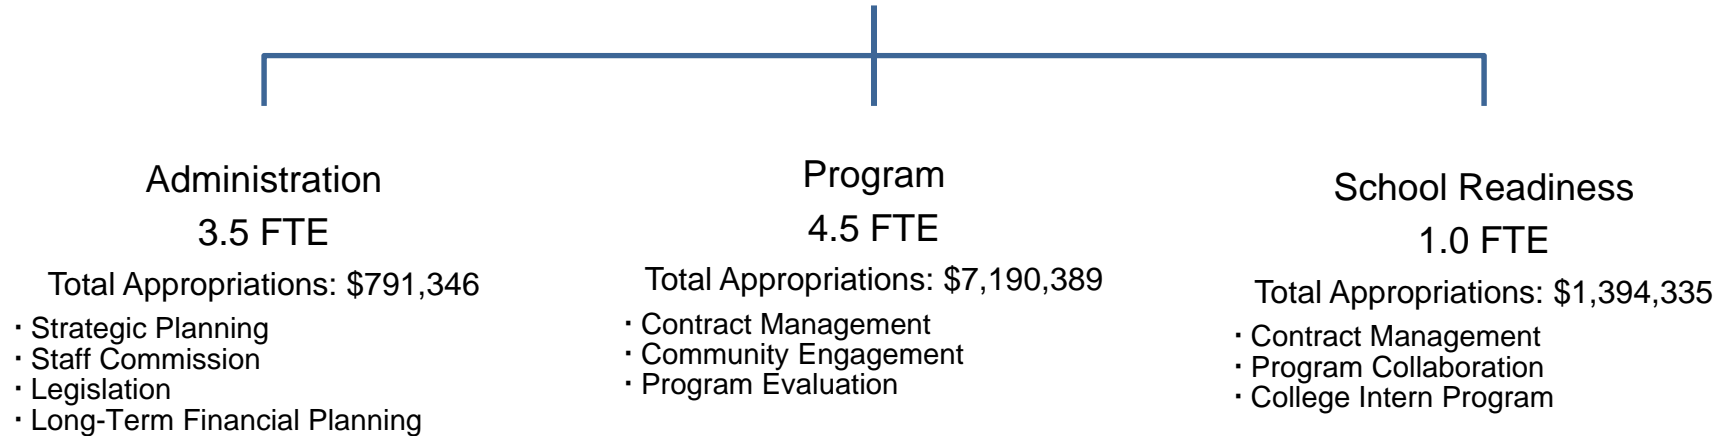 Administration
3.5 FTE
Total Appropriations: $791,346
· Strategic Planning
· Staff Commission
· Legislation
· Long-Term Financial Planning
Program
4.5 FTE
Total Appropriations: $7,190,389
· Contract Management
· Community Engagement
· Program Evaluation
School Readiness
1.0 FTE
Total Appropriations: $1,394,335
· Contract Management
· Program Collaboration
· College Intern Program